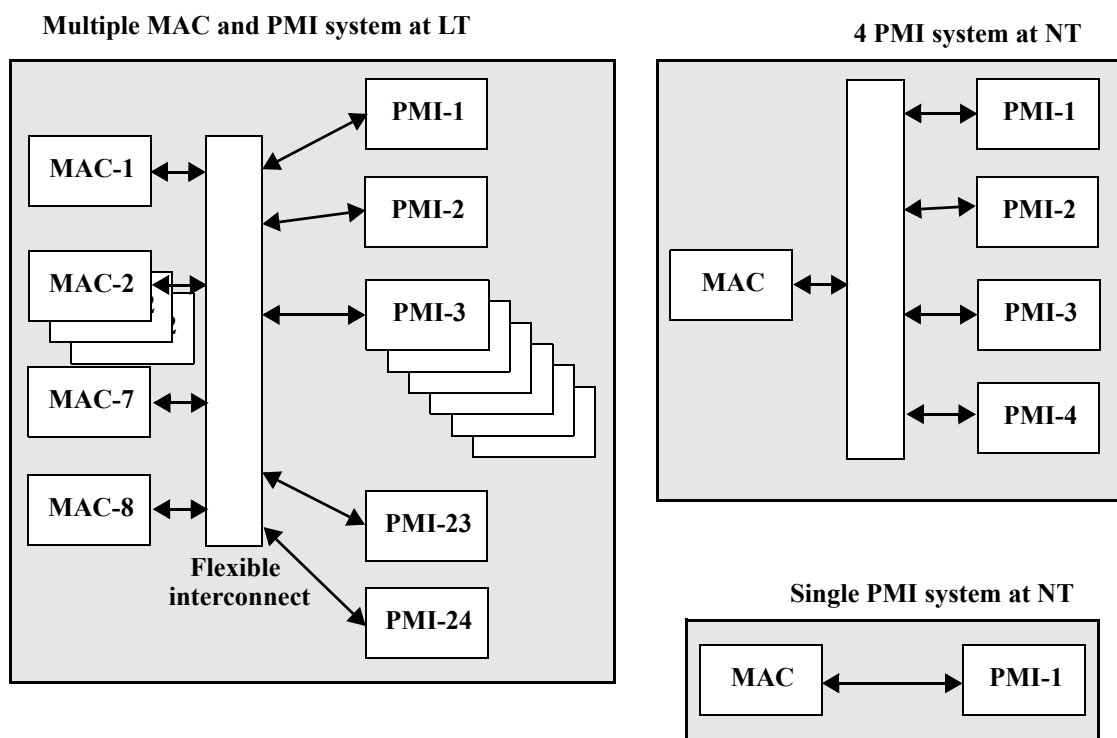 Multiple MAC and PMI system at LT
MAC-1
MAC-2
2
2
MAC-7
MAC-8
Flexible
interconnect
PMI-1
PMI-2
PMI-3
PMI-23
PMI-24
4 PMI system at NT
MAC
PMI-1
PMI-2
PMI-3
PMI-4
Single PMI system at NT
MAC
PMI-1